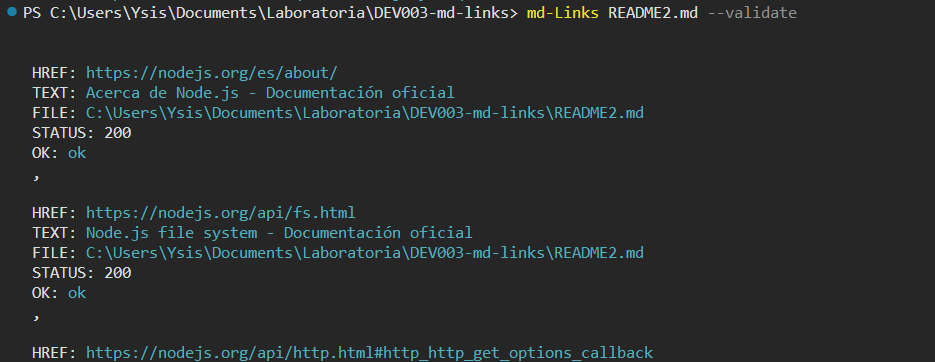 PS C:\Users\Ysis\Documents\Laboratoria\DEV003-md-links> md-Links README2.md --validate
HREF: https://nodejs.org/es/about/
TEXT: Acerca de Node.js - Documentación oficial
FILE: C:\Users\Ysis\Documents\Laboratoria\DEV003-md-links\README2.md
STATUS: 200
OK: ok
,
HREF: https://nodejs.org/api/fs.html
TEXT: Node.js file system - Documentación oficial
FILE: C:\Users\Ysis\Documents\Laboratoria\DEV003-md-links\README2.md
STATUS: 200
OK: ok
,
HREF: https://nodejs.org/api/http.html#http_http_get_options_callback